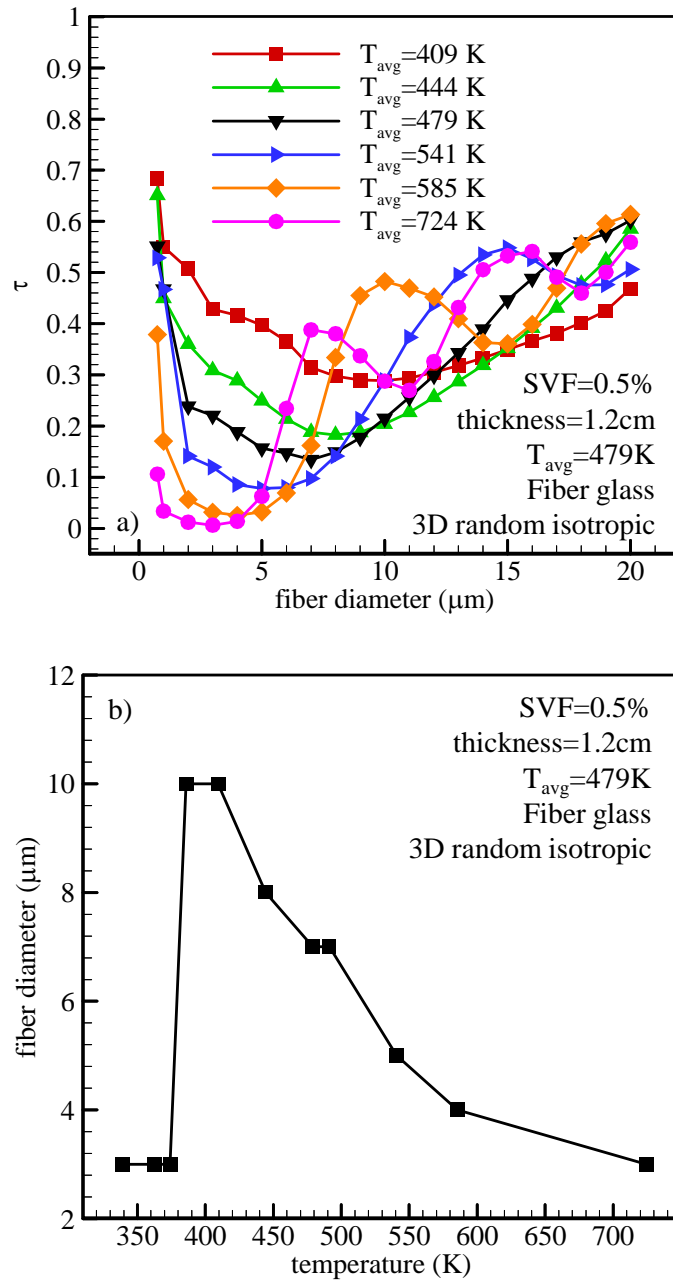 1
0.9
0.8
0.7
0.6
0.5
0.4
0.3
0.2
0.1
0
τ
T_avg=409 K
T_avg=444 K
T_avg=479 K
T_avg=541 K
T_avg=585 K
T_avg=724 K
SVF=0.5%
thickness=1.2cm
T_avg=479K
Fiber glass
3D random isotropic
a)
0 5 10 15 20
fiber diameter (μm)
12
10
8
6
4
2
fiber diameter (μm)
b)
SVF=0.5%
thickness=1.2cm
T_avg=479K
Fiber glass
3D random isotropic
350 400 450 500 550 600 650 700
temperature (K)